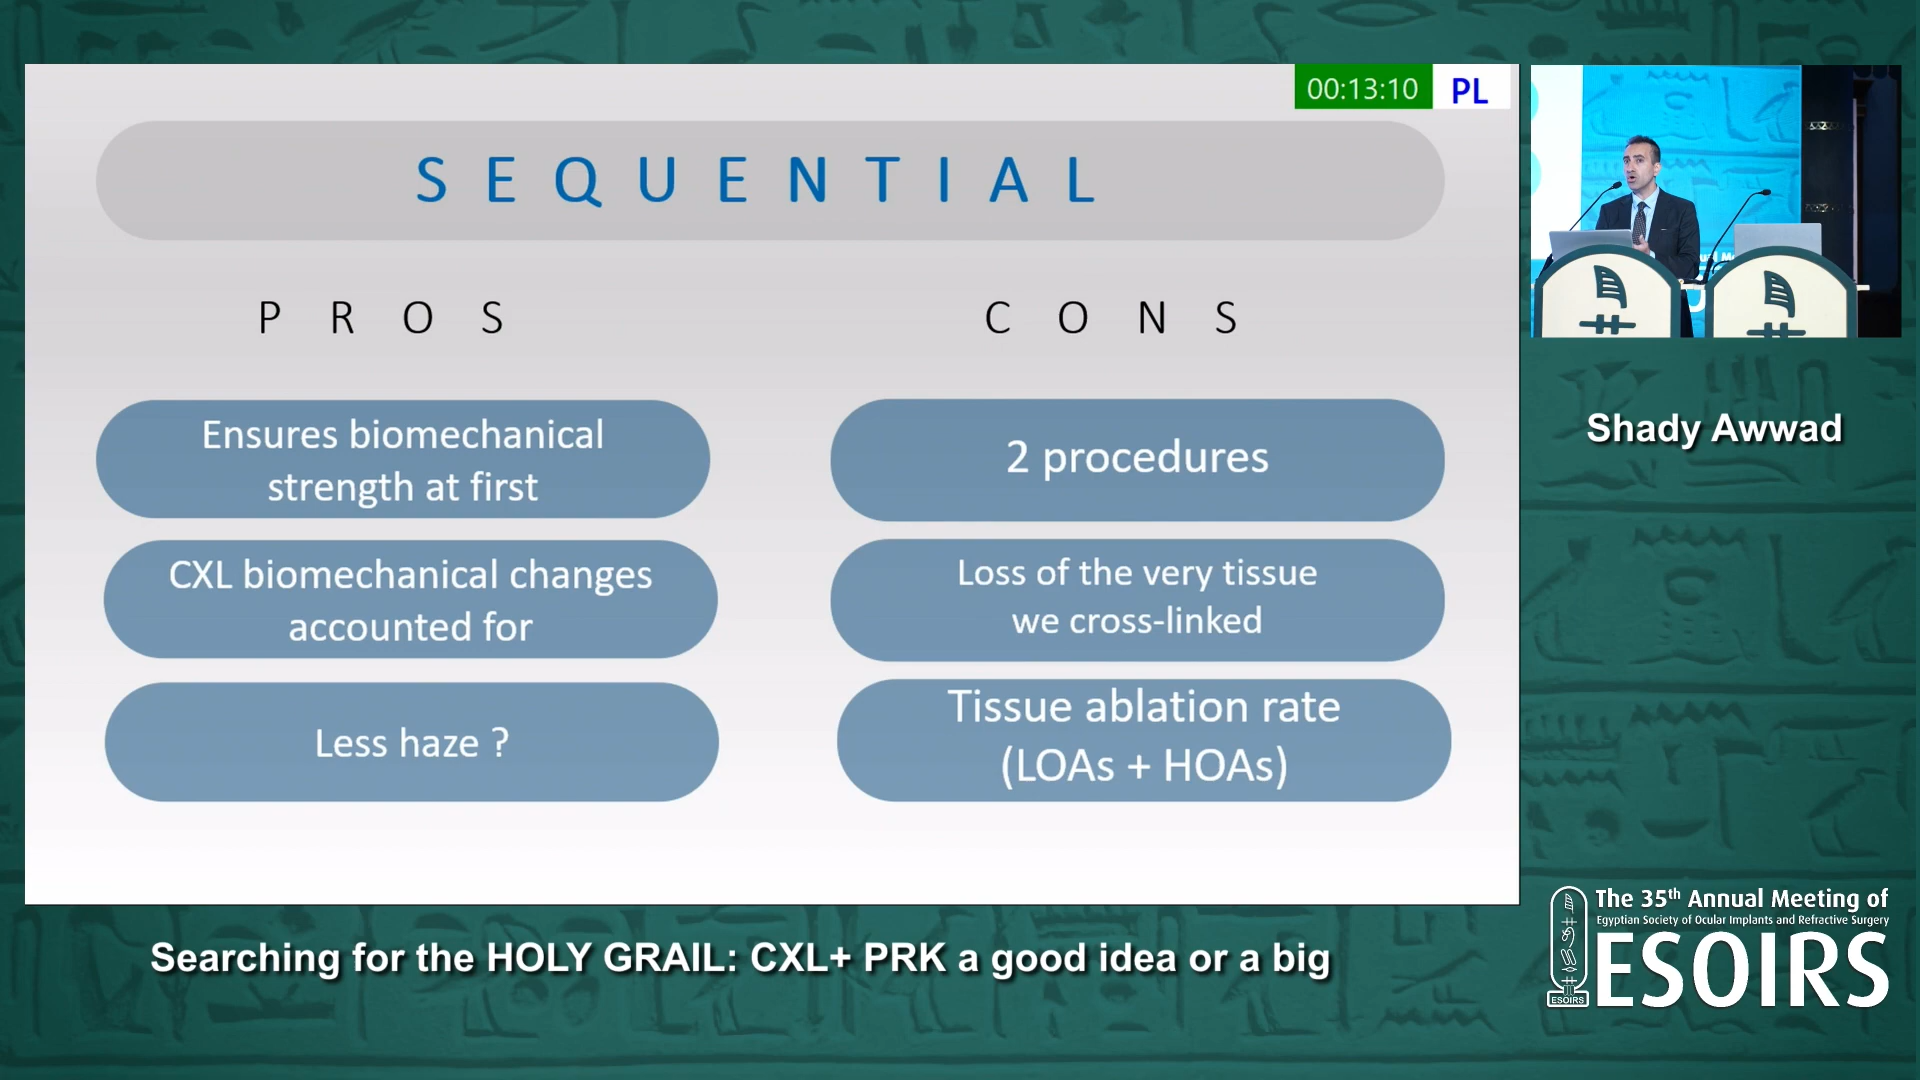 00:13:10 PL
SEQUENTIAL
PROS
CONS
Ensures biomechanical
strength at first
2 procedures
CXL biomechanical changes
accounted for
Loss of the very tissue
we cross-linked
Less haze ?
Tissue ablation rate
(LOAs + HOAs)
Shady Awwad
Searching for the HOLY GRAIL: CXL+ PRK a good idea or a big
The 35th Annual Meeting of
Egyptian Society of Ocular Implants and Refractive Surgery
ESOIRS
ESOIRS